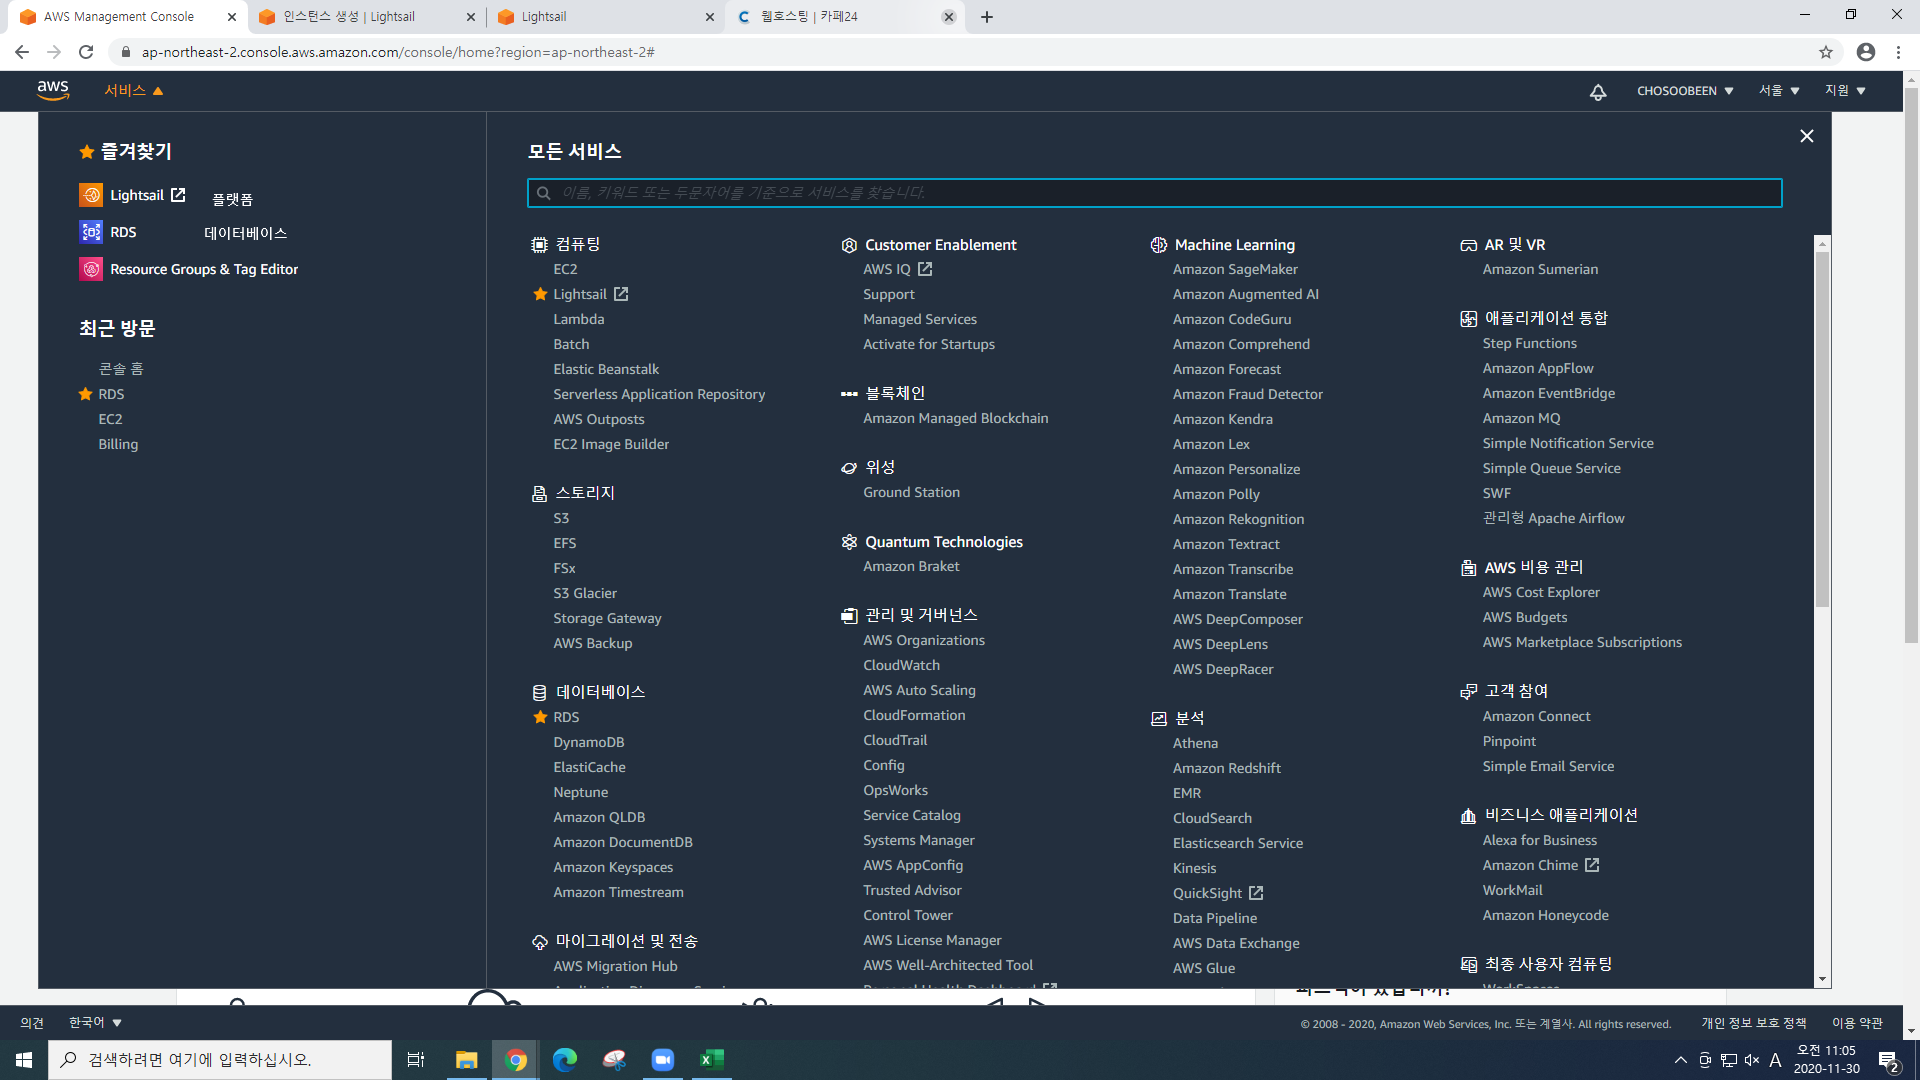 AWS Management Console
인스턴스 생성 | Lightsail
Lightsail
웹호스팅 | 카페24
ap-northeast-2.console.aws.amazon.com/console/home?region=ap-northeast-2#
aws
서비스
CHOSOOBEEN
서울
지원
즐겨찾기
Lightsail 플랫폼
RDS 데이터베이스
Resource Groups & Tag Editor
최근 방문
콘솔 홈
RDS
EC2
Billing
모든 서비스
이름, 키워드 또는 두문자어를 기준으로 서비스를 찾습니다.
컴퓨팅
EC2
Lightsail
Lambda
Batch
Elastic Beanstalk
Serverless Application Repository
AWS Outposts
EC2 Image Builder
스토리지
S3
EFS
FSx
S3 Glacier
Storage Gateway
AWS Backup
데이터베이스
RDS
DynamoDB
ElastiCache
Neptune
Amazon QLDB
Amazon DocumentDB
Amazon Keyspaces
Amazon Timestream
마이그레이션 및 전송
AWS Migration Hub
Customer Enablement
AWS IQ
Support
Managed Services
Activate for Startups
블록체인
Amazon Managed Blockchain
위성
Ground Station
Quantum Technologies
Amazon Braket
관리 및 거버넌스
AWS Organizations
CloudWatch
AWS Auto Scaling
CloudFormation
CloudTrail
Config
OpsWorks
Service Catalog
Systems Manager
AWS AppConfig
Trusted Advisor
Control Tower
AWS License Manager
AWS Well-Architected Tool
Personal Health Dashboard
Machine Learning
Amazon SageMaker
Amazon Augmented AI
Amazon CodeGuru
Amazon Comprehend
Amazon Forecast
Amazon Fraud Detector
Amazon Kendra
Amazon Lex
Amazon Personalize
Amazon Polly
Amazon Rekognition
Amazon Textract
Amazon Transcribe
Amazon Translate
AWS DeepComposer
AWS DeepLens
AWS DeepRacer
분석
Athena
Amazon Redshift
EMR
CloudSearch
Elasticsearch Service
Kinesis
QuickSight
Data Pipeline
AWS Data Exchange
AWS Glue
AR 및 VR
Amazon Sumerian
애플리케이션 통합
Step Functions
Amazon AppFlow
Amazon EventBridge
Amazon MQ
Simple Notification Service
Simple Queue Service
SWF
관리형 Apache Airflow
AWS 비용 관리
AWS Cost Explorer
AWS Budgets
AWS Marketplace Subscriptions
고객 참여
Amazon Connect
Pinpoint
Simple Email Service
비즈니스 애플리케이션
Alexa for Business
Amazon Chime
WorkMail
Amazon Honeycode
최종 사용자 컴퓨팅
WorkSpaces
의견
한국어
© 2008 - 2020, Amazon Web Services, Inc. 또는 계열사. All rights reserved.
개인 정보 보호 정책
이용 약관
검색하려면 여기에 입력하십시오.
A
오전 11:05
2020-11-30
2